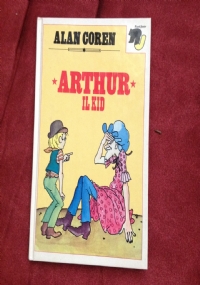 ALAN COREN
*ARTHUR*
IL KID